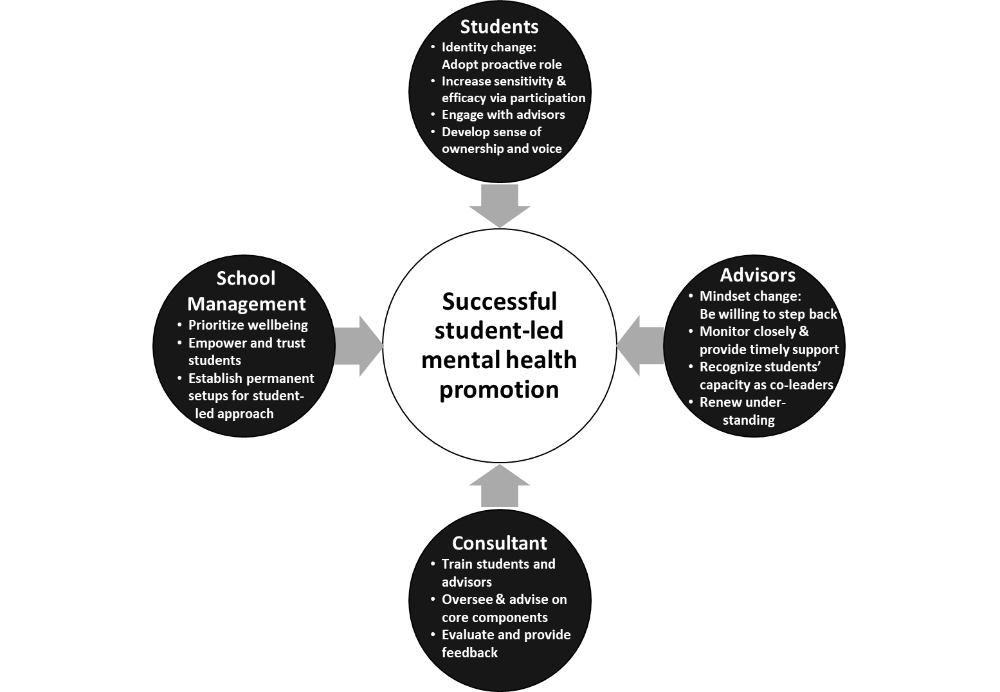 Students
• Identity change:
Adopt proactive role
• Increase sensitivity &
efficacy via participation
• Engage with advisors
• Develop sense of
ownership and voice
School
Management
• Prioritize wellbeing
• Empower and trust
students
• Establish permanent
setups for student-
led approach
Successful
student-led
mental health
promotion
Advisors
• Mindset change:
Be willing to step back
• Monitor closely &
provide timely support
• Recognize students’
capacity as co-leaders
• Renew under-
standing
Consultant
• Train students and
advisors
• Oversee & advise on
core components
• Evaluate and provide
feedback